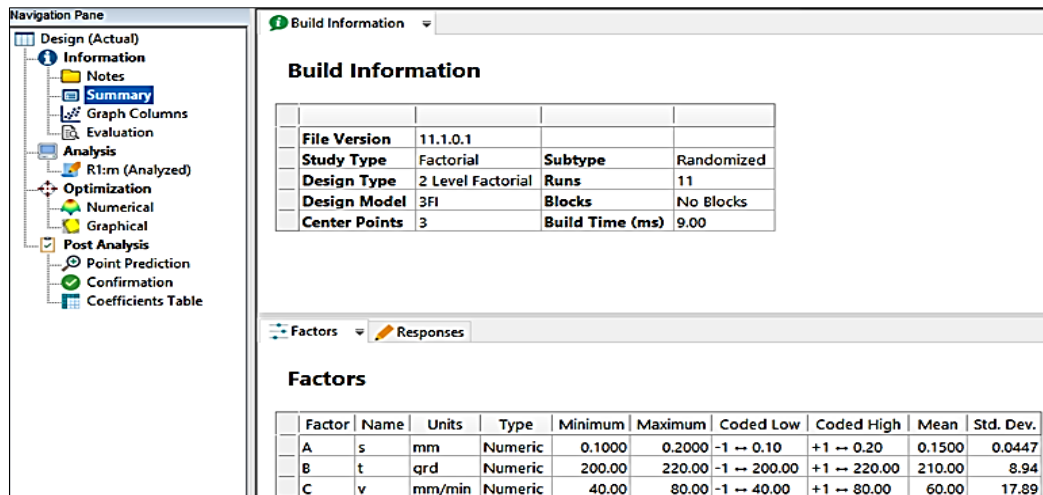 Navigation Pane
Design (Actual)
Information
Notes
Summary
Graph Columns
Evaluation
Analysis
R1:m (Analyzed)
Optimization
Numerical
Graphical
Post Analysis
Point Prediction
Confirmation
Coefficients Table
Build Information
Build Information
File Version 11.1.0.1
Study Type Factorial Subtype Randomized
Design Type 2 Level Factorial Runs 11
Design Model 3FI Blocks No Blocks
Center Points 3 Build Time (ms) 9.00
Factors Responses
Factors
Factor Name Units Type Minimum Maximum Coded Low Coded High Mean Std. Dev.
A s mm Numeric 0.1000 0.2000 -1 ↔ 0.10 +1 ↔ 0.20 0.1500 0.0447
B t grd Numeric 200.00 220.00 -1 ↔ 200.00 +1 ↔ 220.00 210.00 8.94
C v mm/min Numeric 40.00 80.00 -1 ↔ 40.00 +1 ↔ 80.00 60.00 17.89